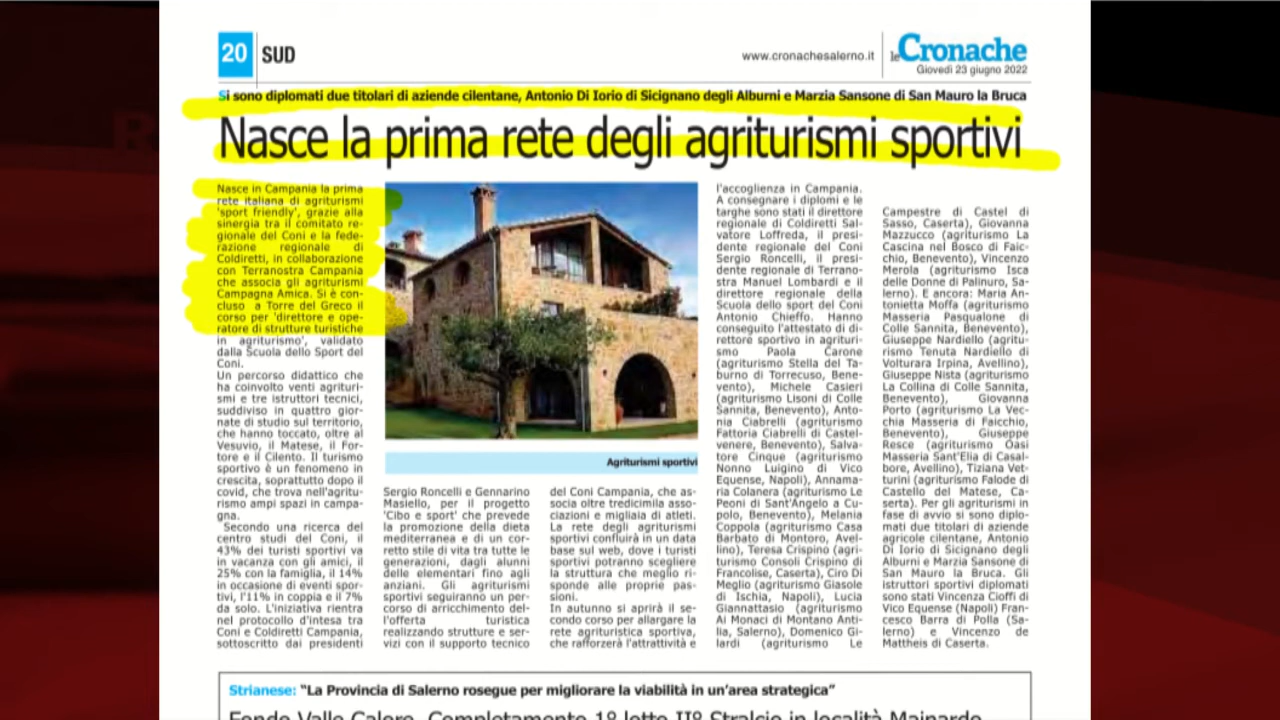 20 SUD
www.cronachesalerno.it
le Cronache
Giovedì 23 giugno 2022
Si sono diplomati due titolari di aziende cilentane, Antonio Di Iorio di Sicignano degli Alburni e Marzia Sansone di San Mauro la Bruca
Nasce la prima rete degli agriturismi sportivi
Nasce in Campania la prima
rete italiana di agriturismi
'sport friendly', grazie alla
sinergia tra il comitato re-
gionale del Coni e la fede-
razione regionale di
Coldiretti, in collaborazione
con Terranostra Campania
che associa gli agriturismi
Campagna Amica. Si è con-
cluso a Torre del Greco il
corso per 'direttore e ope-
ratore di strutture turistiche
in agriturismo', validato
dalla Scuola dello Sport del
Coni.
Un percorso didattico che
ha coinvolto venti agrituri-
smi e tre istruttori tecnici,
suddiviso in quattro gior-
nate di studio sul territorio,
che hanno toccato, oltre al
Vesuvio, il Matese, il For-
tore e il Cilento. Il turismo
sportivo è un fenomeno in
crescita, soprattutto dopo il
covid, che trova nell'agritu-
rismo ampi spazi in campa-
gna.
Secondo una ricerca del
centro studi del Coni, il
43% dei turisti sportivi va
in vacanza con gli amici, il
25% con la famiglia, il 14%
in occasione di eventi spor-
tivi, l'11% in coppia e il 7%
da solo. L'iniziativa rientra
nel protocollo d'intesa tra
Coni e Coldiretti Campania,
sottoscritto dai presidenti
Agriturismi sportivi
Sergio Roncelli e Gennarino
Masiello, per il progetto
'Cibo e sport' che prevede
la promozione della dieta
mediterranea e di un cor-
retto stile di vita tra tutte le
generazioni, dagli alunni
delle elementari fino agli
anziani. Gli agriturismi
sportivi seguiranno un per-
corso di arricchimento del-
l'offerta turistica
realizzando strutture e ser-
vizi con il supporto tecnico
del Coni Campania, che as-
socia oltre tredicimila asso-
ciazioni e migliaia di atleti.
La rete degli agriturismi
sportivi confluirà in un data
base sul web, dove i turisti
sportivi potranno scegliere
la struttura che meglio ri-
sponde alle proprie pas-
sioni.
In autunno si aprirà il se-
condo corso per allargare la
rete agrituristica sportiva,
che rafforzerà l'attrattività e
l'accoglienza in Campania.
A consegnare i diplomi e le
targhe sono stati il direttore
regionale di Coldiretti Sal-
vatore Loffreda, il presi-
dente regionale del Coni
Sergio Roncelli, il presi-
dente regionale di Terrano-
stra Manuel Lombardi e il
direttore regionale della
Scuola dello sport del Coni
Antonio Chieffo. Hanno
conseguito l'attestato di di-
rettore sportivo in agrituri-
smo Paola Carone
(agriturismo Stella del Ta-
burno di Torrecuso, Bene-
vento), Michele Casieri
(agriturismo Lisoni di Colle
Sannita, Benevento), Anto-
nia Ciabrelli (agriturismo
Fattoria Ciabrelli di Castel-
venere, Benevento), Salva-
tore Cinque (agriturismo
Nonno Luigino di Vico
Equense, Napoli), Annama-
ria Colanera (agriturismo Le
Peoni di Sant'Angelo a Cu-
polo, Benevento), Melania
Coppola (agriturismo Casa
Barbato di Montoro, Avel-
lino), Teresa Crispino (agri-
turismo Consoli Crispino di
Francolise, Caserta), Ciro Di
Meglio (agriturismo Giasole
di Ischia, Napoli), Lucia
Giannattasio (agriturismo
Ai Monaci di Montano Anti-
lia, Salerno), Domenico Gi-
lardi (agriturismo Le
Campestre di Castel di
Sasso, Caserta), Giovanna
Mazzucco (agriturismo La
Cascina nel Bosco di Faic-
chio, Benevento), Vincenzo
Merola (agriturismo Isca
delle Donne di Palinuro, Sa-
lerno). E ancora: Maria An-
tonietta Moffa (agriturismo
Masseria Pasqualone di
Colle Sannita, Benevento),
Giuseppe Nardiello (agritu-
rismo Tenuta Nardiello di
Volturara Irpina, Avellino),
Giuseppe Nista (agriturismo
La Collina di Colle Sannita,
Benevento), Giovanna
Porto (agriturismo La Vec-
chia Masseria di Faicchio,
Benevento), Giuseppe
Resce (agriturismo Oasi
Masseria Sant'Elia di Casal-
bore, Avellino), Tiziana Vet-
turini (agriturismo Falode di
Castello del Matese, Ca-
serta). Per gli agriturismi in
fase di avvio si sono diplo-
mati due titolari di aziende
agricole cilentane, Antonio
Di Iorio di Sicignano degli
Alburni e Marzia Sansone di
San Mauro la Bruca. Gli
istruttori sportivi diplomati
sono stati Vincenza Cioffi di
Vico Equense (Napoli) Fran-
cesco Barra di Polla (Sa-
lerno) e Vincenzo de
Mattheis di Caserta.
Strianese: "La Provincia di Salerno rosegue per migliorare la viabilità in un'area strategica"
Fondo Valle Calore, Completamento 1° lotto II° Stralcio in località Mainardo